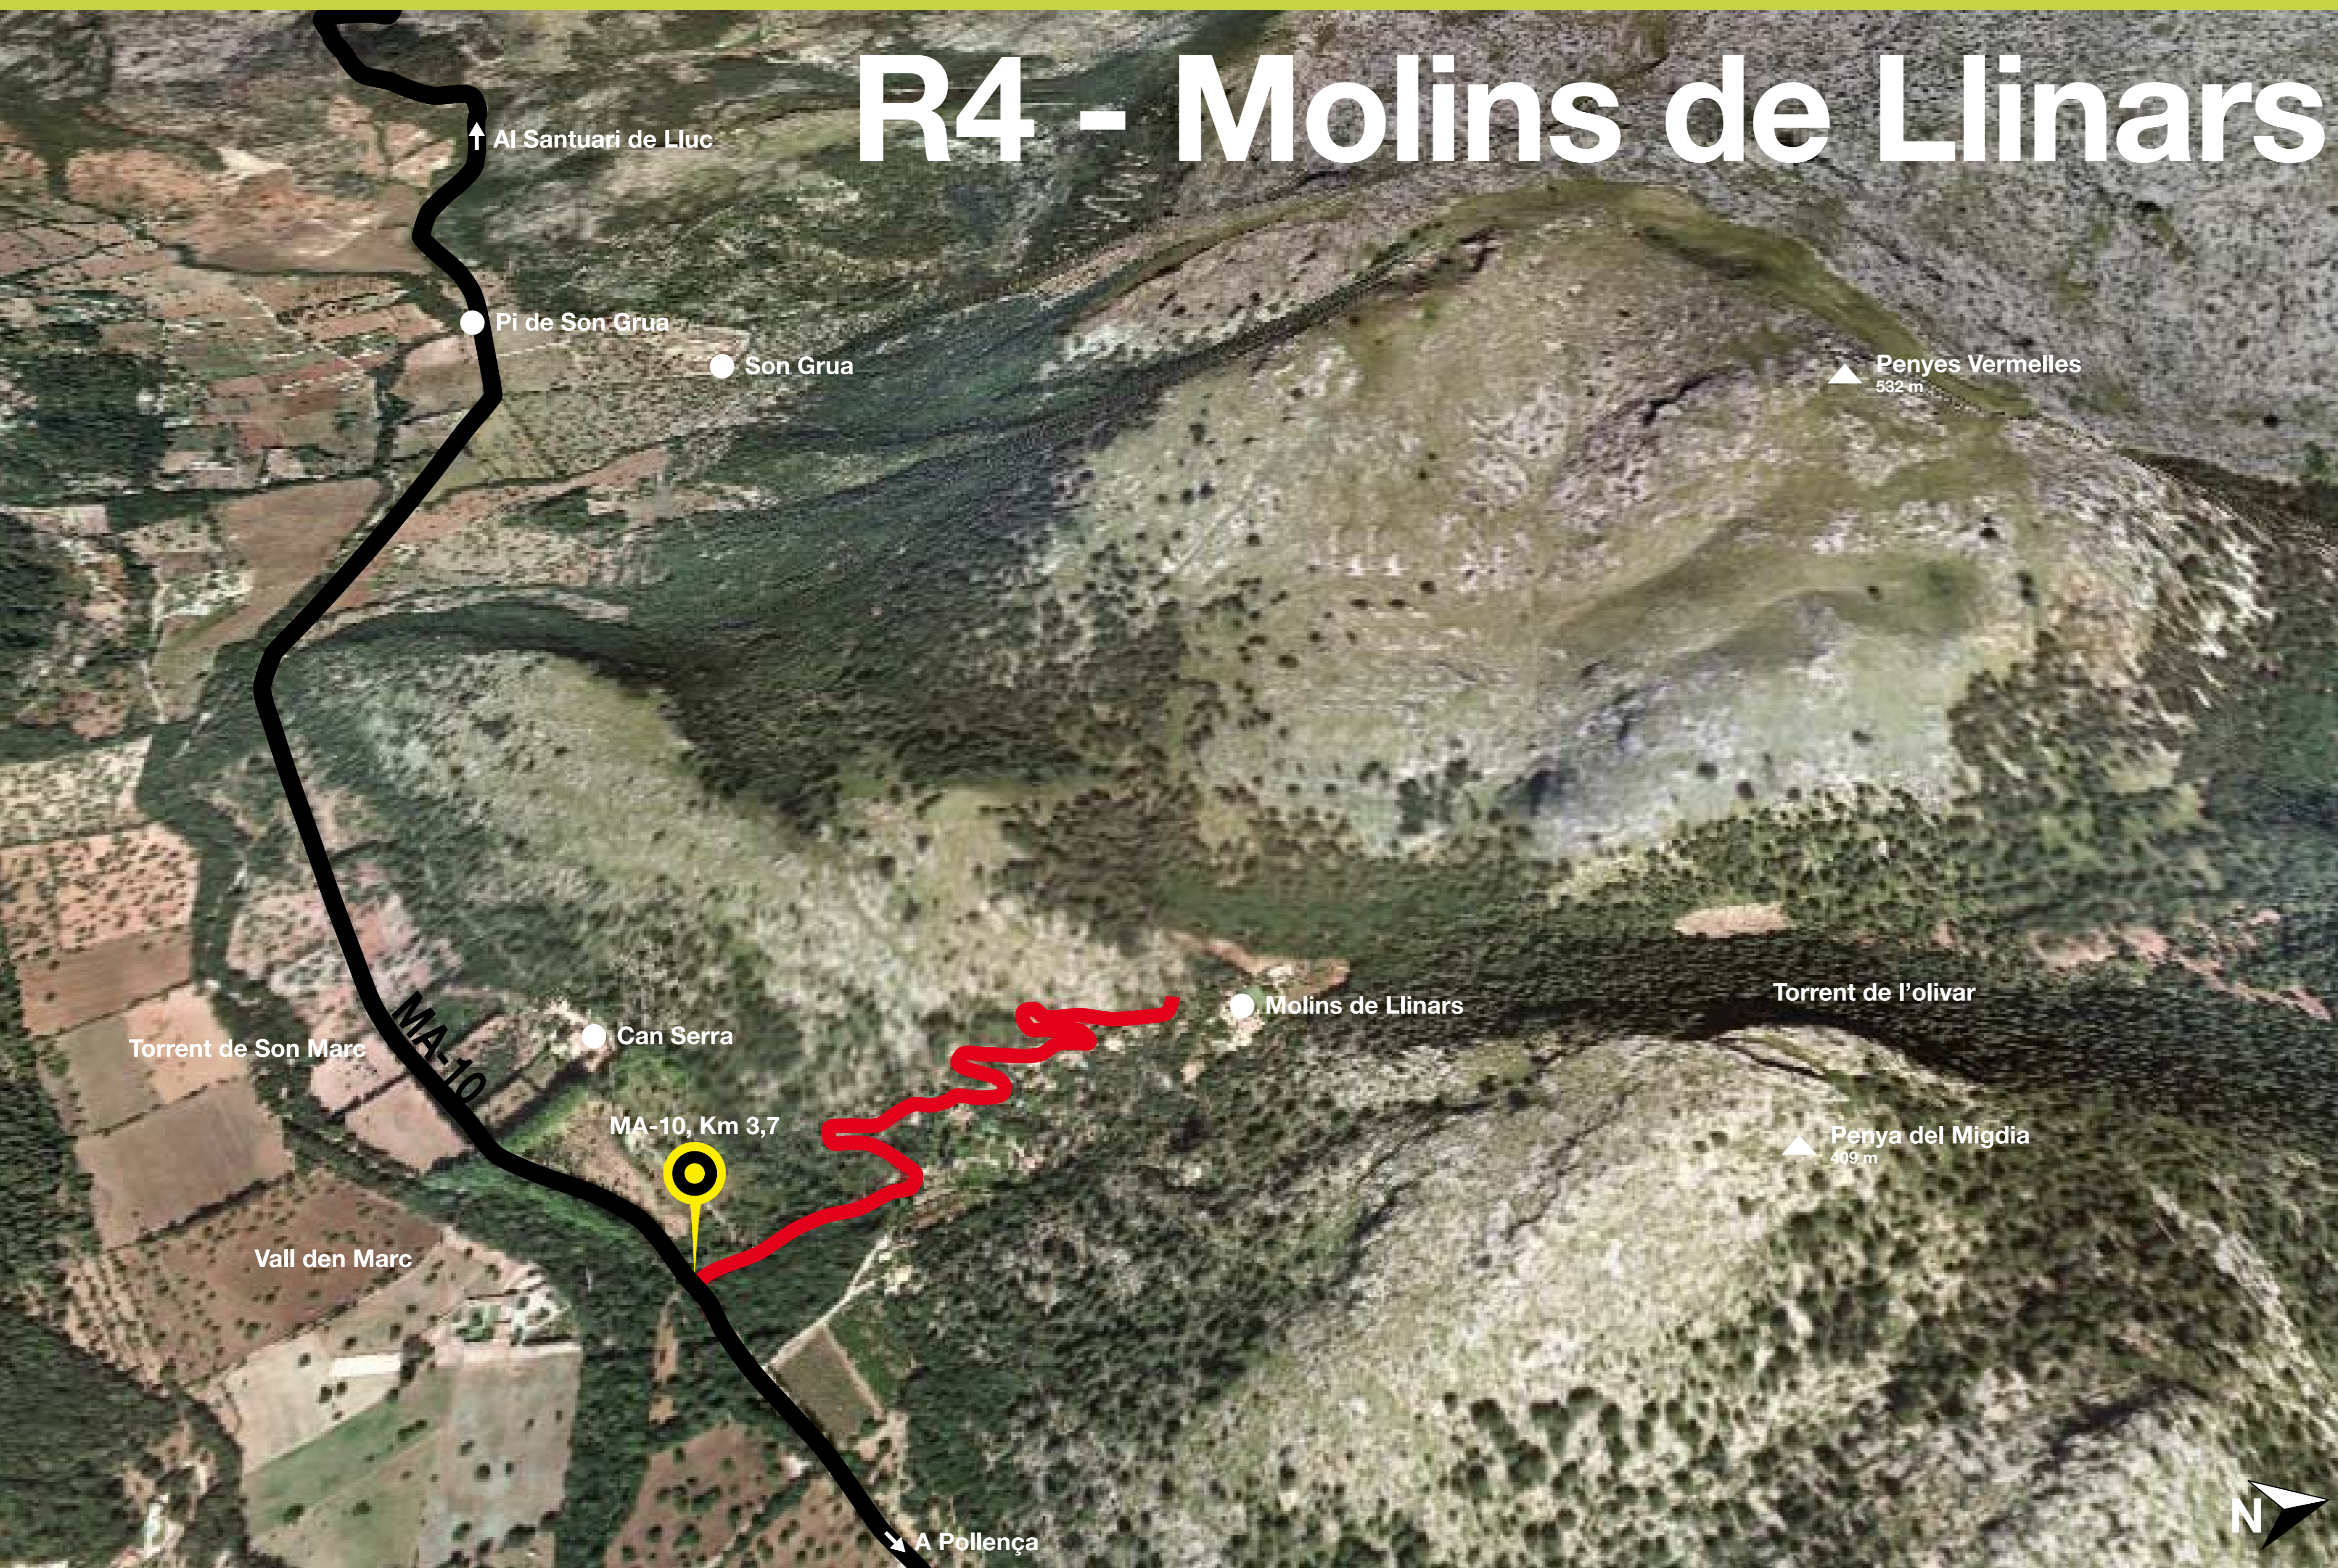 R4 - Molins de Llinars
Al Santuari de Lluc
Pi de Son Grua
Son Grua
Penyes Vermelles
532 m
Torrent de l’olivar
Molins de Llinars
Can Serra
Torrent de Son Marc
MA-10
MA-10, Km 3,7
Penya del Migdia
409 m
Vall den Marc
N
A Pollença